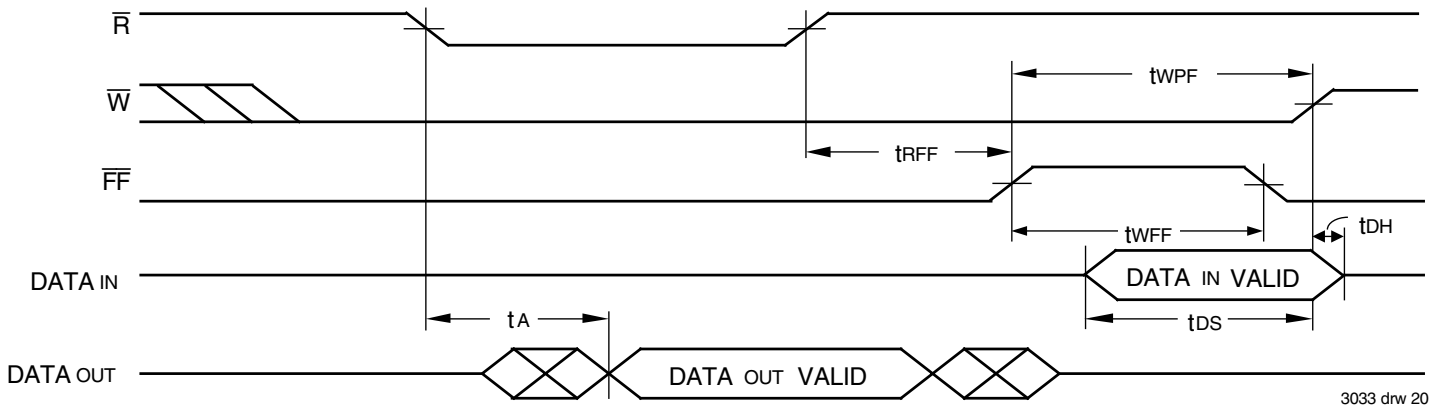 R̅
tWPF
W̅
tRFF
F̅F̅
tWFF
tDH
DATA IN
DATA IN VALID
tA
tDS
DATA OUT
DATA OUT VALID
3033 drw 20